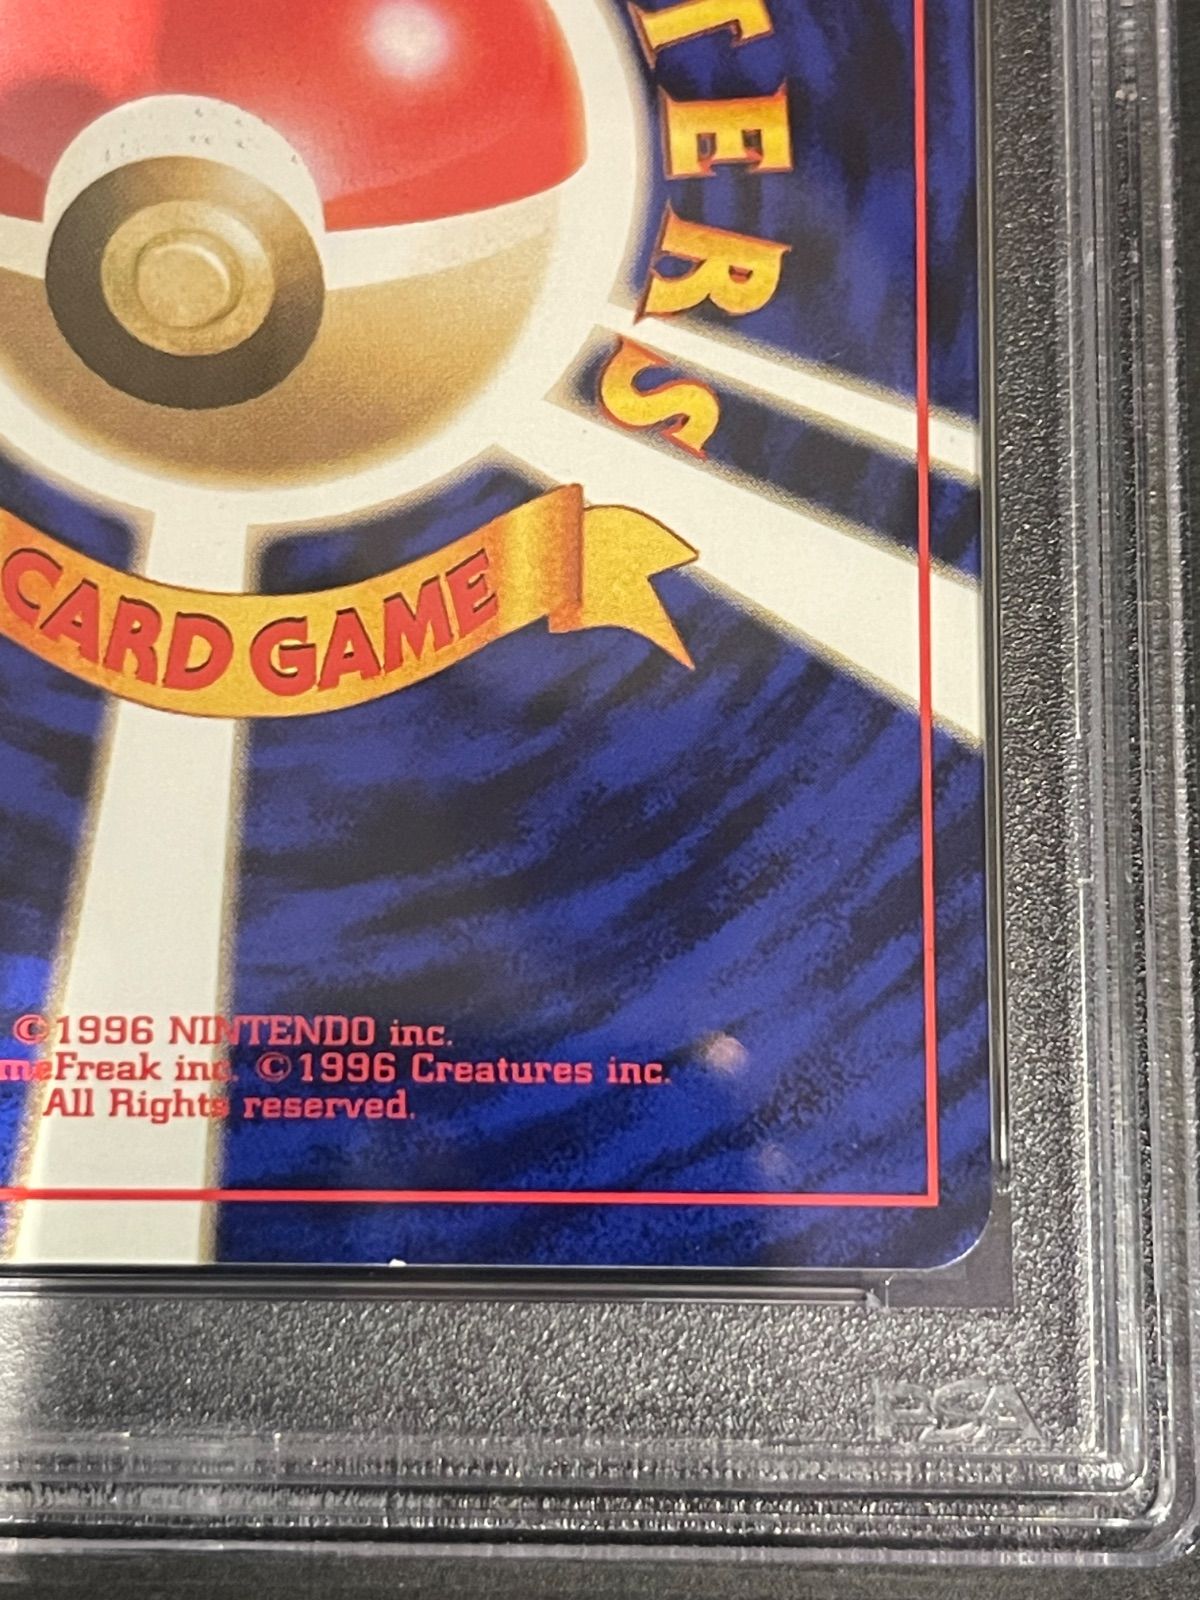 TERS
CARD GAME
©1996 NINTENDO inc.
meFreak inc. ©1996 Creatures inc.
All Rights reserved.
PSA